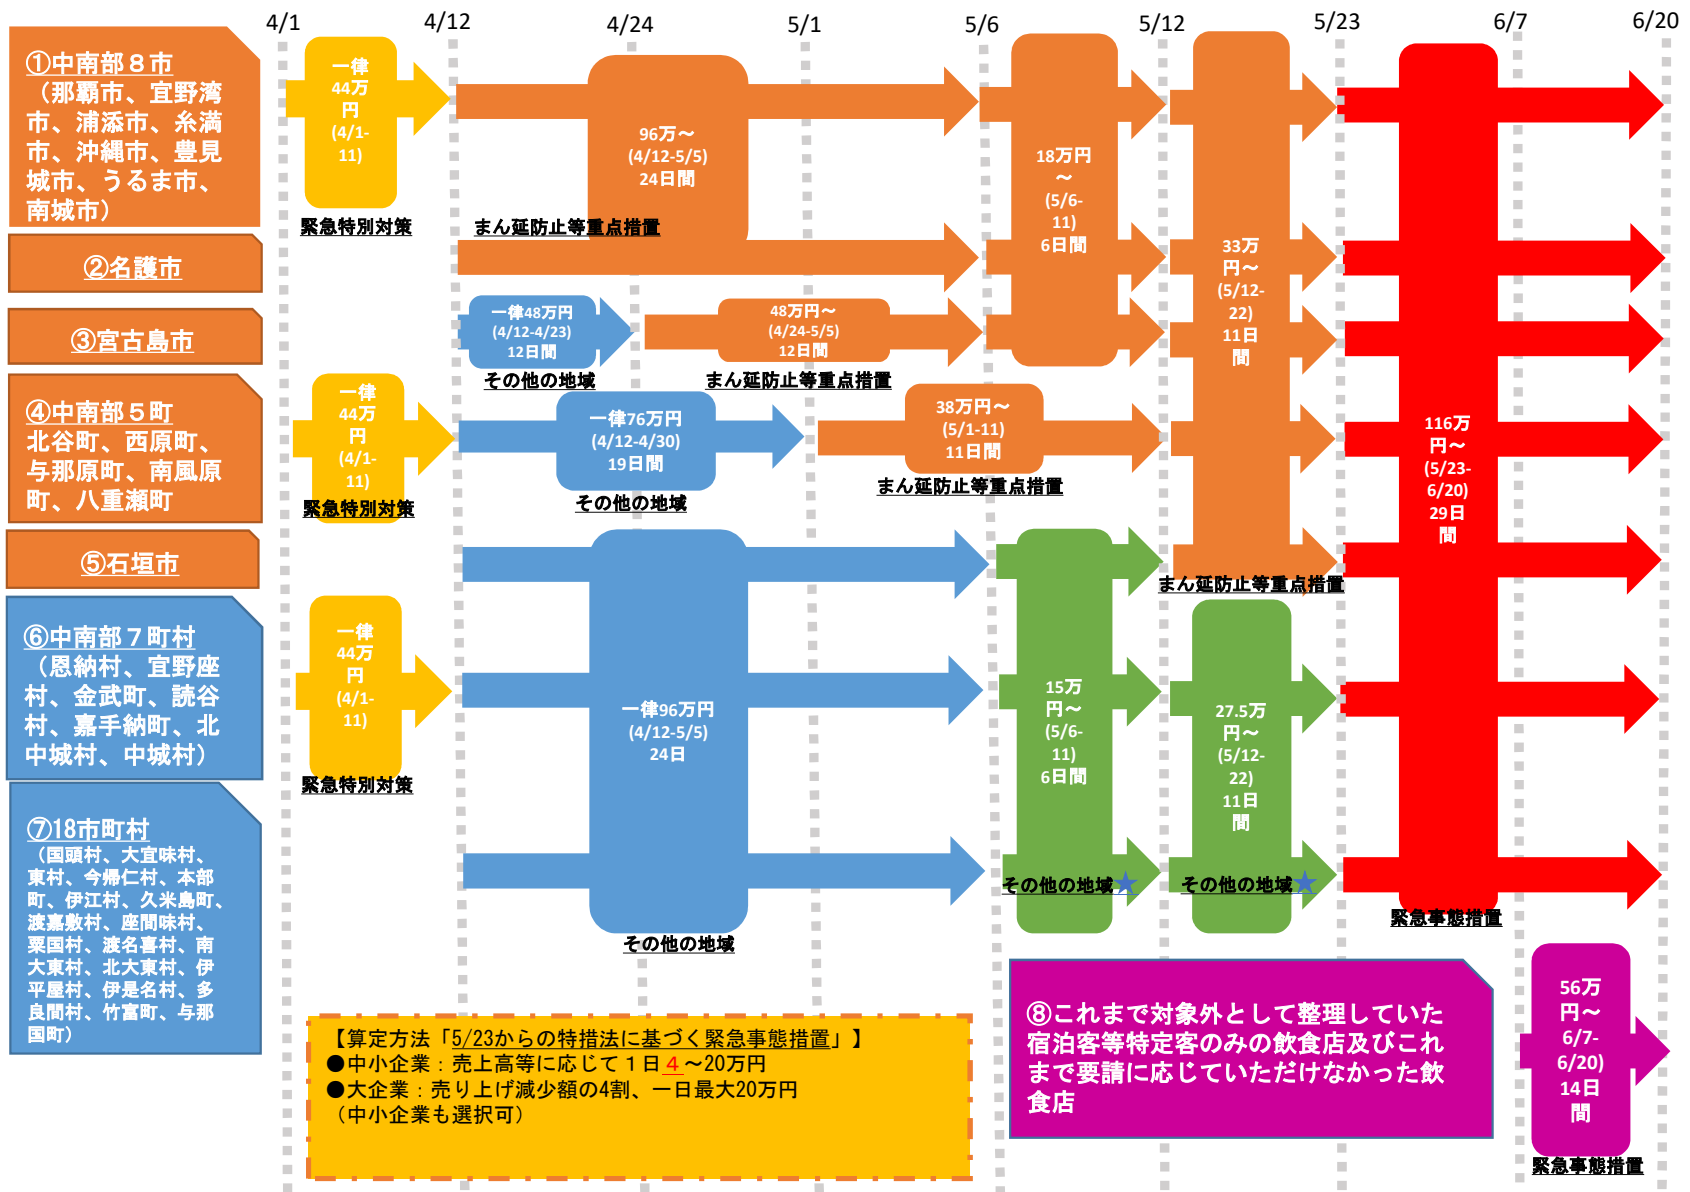 4/1
4/12
4/24
5/1
5/6
5/12
5/23
6/7
6/20
①中南部８市
（那覇市、宜野湾
市、浦添市、糸満
市、沖縄市、豊見
城市、うるま市、
南城市）
一律
44万
円
(4/1-
11)
緊急特別対策
96万～
(4/12-5/5)
24日間
まん延防止等重点措置
18万円
～
(5/6-
11)
6日間
33万
円～
(5/12-
22)
11日
間
まん延防止等重点措置
116万
円～
(5/23-
6/20)
29日
間
緊急事態措置
②名護市
③宮古島市
一律48万円
(4/12-4/23)
12日間
その他の地域
48万円～
(4/24-5/5)
12日間
まん延防止等重点措置
④中南部５町
北谷町、西原町、
与那原町、南風原
町、八重瀬町
一律
44万
円
(4/1-
11)
緊急特別対策
一律76万円
(4/12-4/30)
19日間
その他の地域
38万円～
(5/1-11)
11日間
まん延防止等重点措置
⑤石垣市
⑥中南部７町村
（恩納村、宜野座
村、金武町、読谷
村、嘉手納町、北
中城村、中城村）
一律
44万
円
(4/1-
11)
緊急特別対策
一律96万円
(4/12-5/5)
24日
その他の地域
15万
円～
(5/6-
11)
6日間
その他の地域★
27.5万
円～
(5/12-
22)
11日
間
その他の地域★
⑦18市町村
（国頭村、大宜味村、
東村、今帰仁村、本部
町、伊江村、久米島町、
渡嘉敷村、座間味村、
粟国村、渡名喜村、南
大東村、北大東村、伊
平屋村、伊是名村、多
良間村、竹富町、与那
国町）
【算定方法「5/23からの特措法に基づく緊急事態措置」】
●中小企業：売上高等に応じて１日４～20万円
●大企業：売り上げ減少額の4割、一日最大20万円
（中小企業も選択可）
⑧これまで対象外として整理していた
宿泊客等特定客のみの飲食店及びこれ
まで要請に応じていただけなかった飲
食店
56万
円～
6/7-
6/20)
14日
間
緊急事態措置